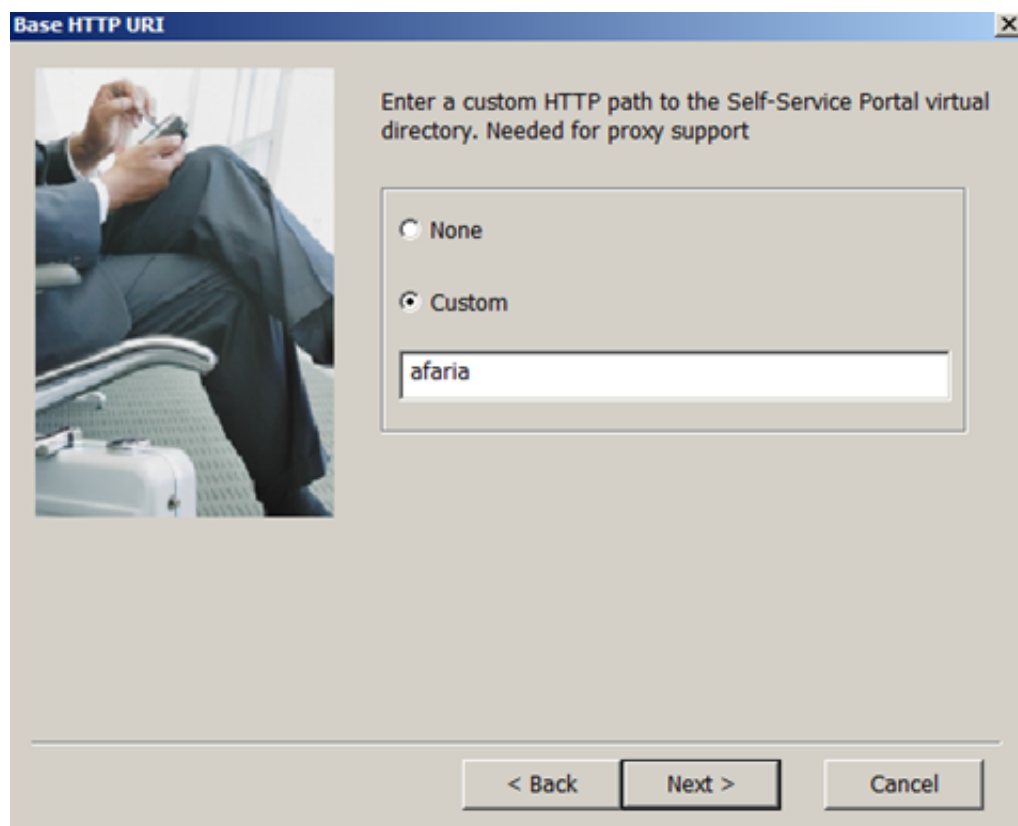 Base HTTP URI
Enter a custom HTTP path to the Self-Service Portal virtual
directory. Needed for proxy support
None
Custom
afaria
< Back
Next >
Cancel